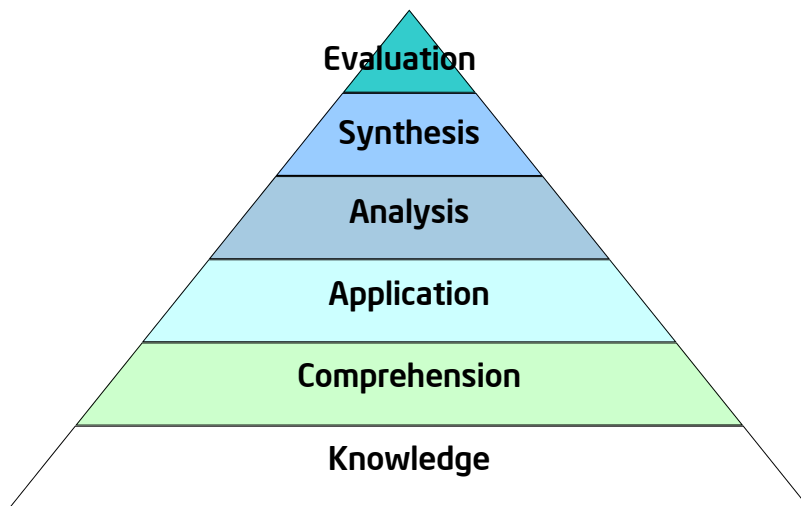 Evaluation
Synthesis
Analysis
Application
Comprehension
Knowledge